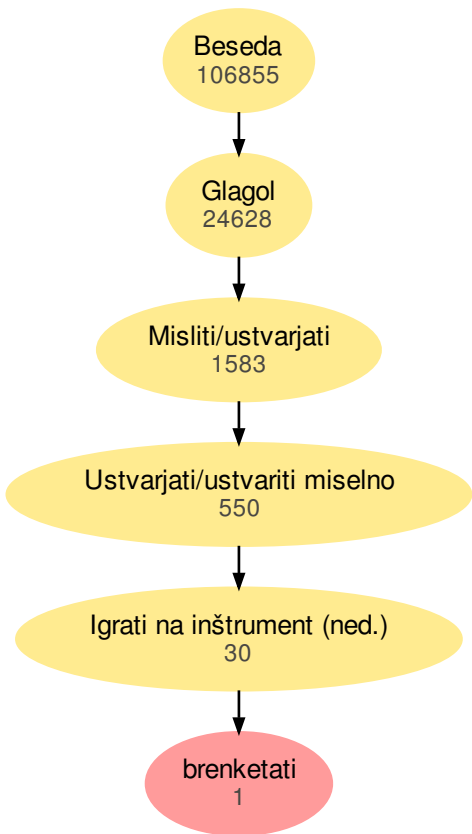 Beseda
106855
Glagol
24628
Misliti/ustvarjati
1583
Ustvarjati/ustvariti miselno
550
Igrati na inštrument (ned.)
30
brenketati
1